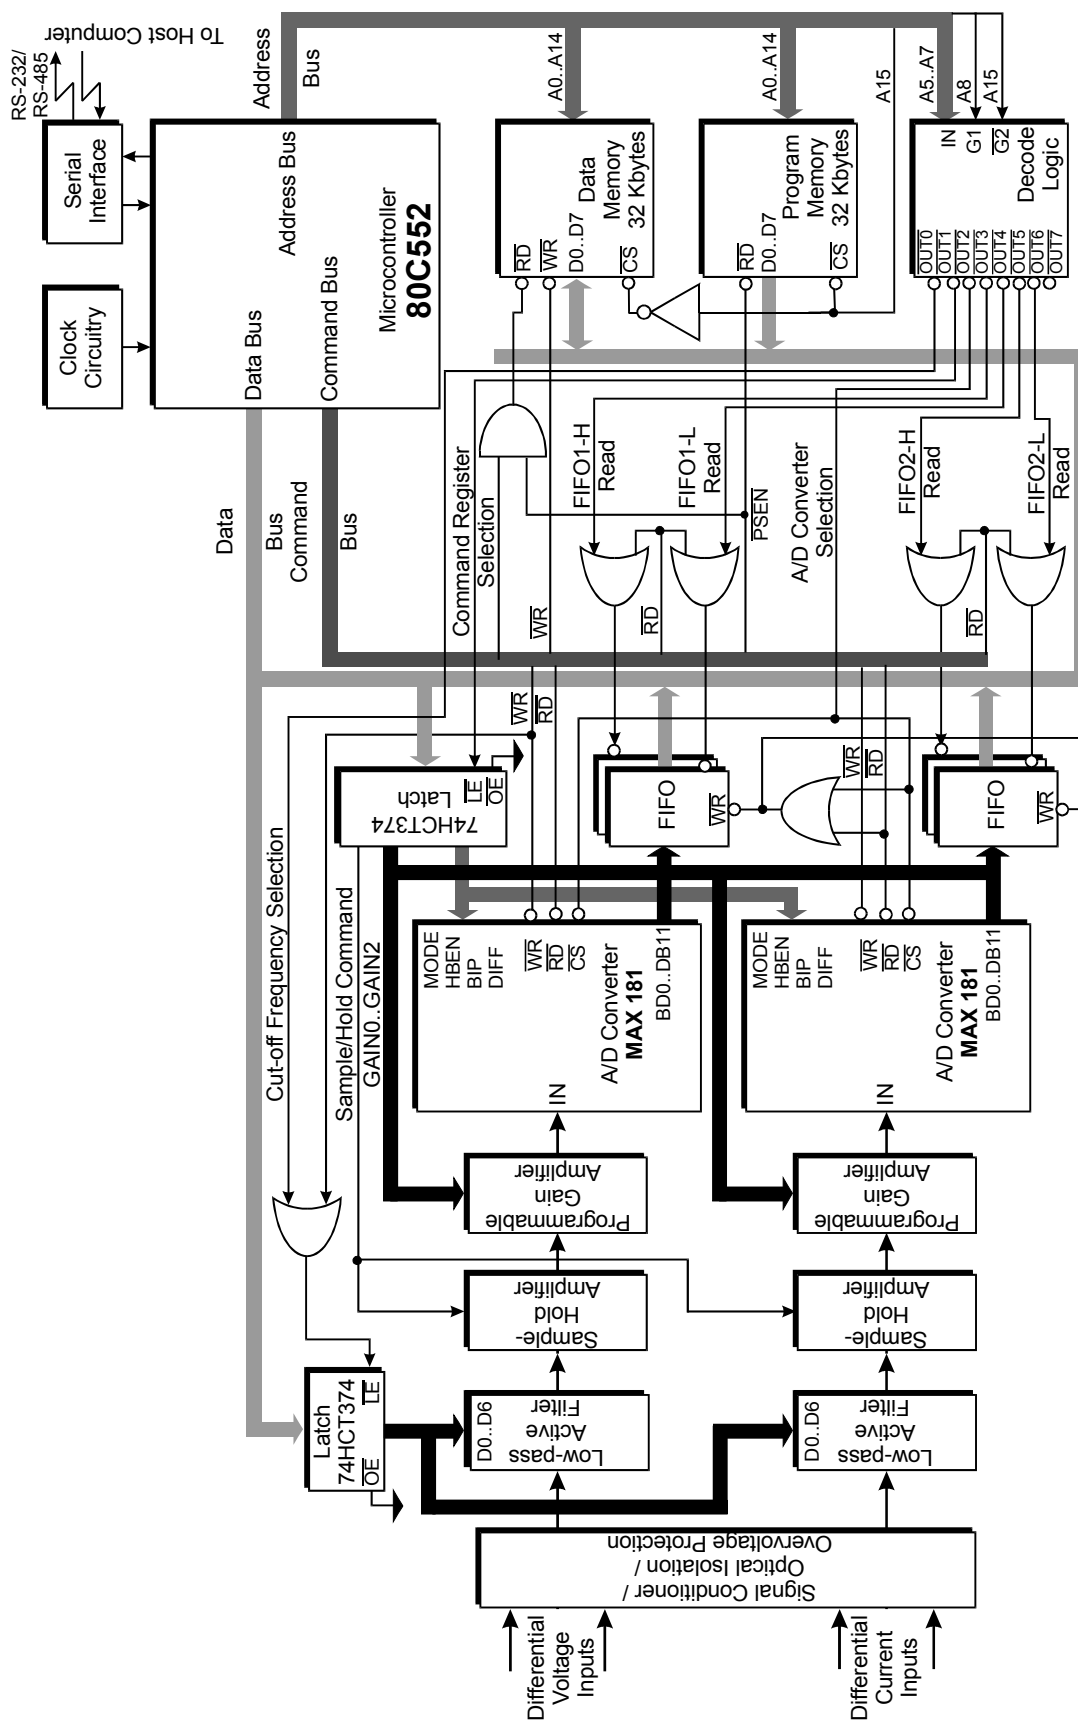 RS-232/
RS-485
To Host Computer
Serial
Interface
Clock
Circuitry
Address Bus
Data Bus
Command Bus
Microcontroller
80C552
Address
Bus
Data
Bus
Command
Bus
A0..A14
A0..A14
A15
A5..A7
A8
A15
RD
WR
D0..D7
CS
Data
Memory
32 Kbytes
RD
D0..D7
CS
Program
Memory
32 Kbytes
IN
G1
G2
Decode
Logic
OUT0
OUT1
OUT2
OUT3
OUT4
OUT5
OUT6
OUT7
Command Register
Selection
WR
FIFO1-H
Read
FIFO1-L
Read
RD
PSEN
A/D Converter
Selection
FIFO2-H
Read
FIFO2-L
Read
RD
Cut-off Frequency Selection
Sample/Hold Command
GAIN0..GAIN2
74HCT374
Latch
LE
OE
WR
RD
FIFO
WR
WR
RD
FIFO
WR
MODE
HBEN
BIP
DIFF
WR
RD
CS
A/D Converter
MAX 181
BD0..DB11
IN
MODE
HBEN
BIP
DIFF
WR
RD
CS
A/D Converter
MAX 181
BD0..DB11
IN
Programmable
Gain
Amplifier
Programmable
Gain
Amplifier
Sample-
Hold
Amplifier
Sample-
Hold
Amplifier
Latch
74HCT374
OE
LE
D0..D6
Low-pass
Active
Filter
D0..D6
Low-pass
Active
Filter
Signal Conditioner /
Optical Isolation /
Overvoltage Protection
Differential
Voltage
Inputs
Differential
Current
Inputs